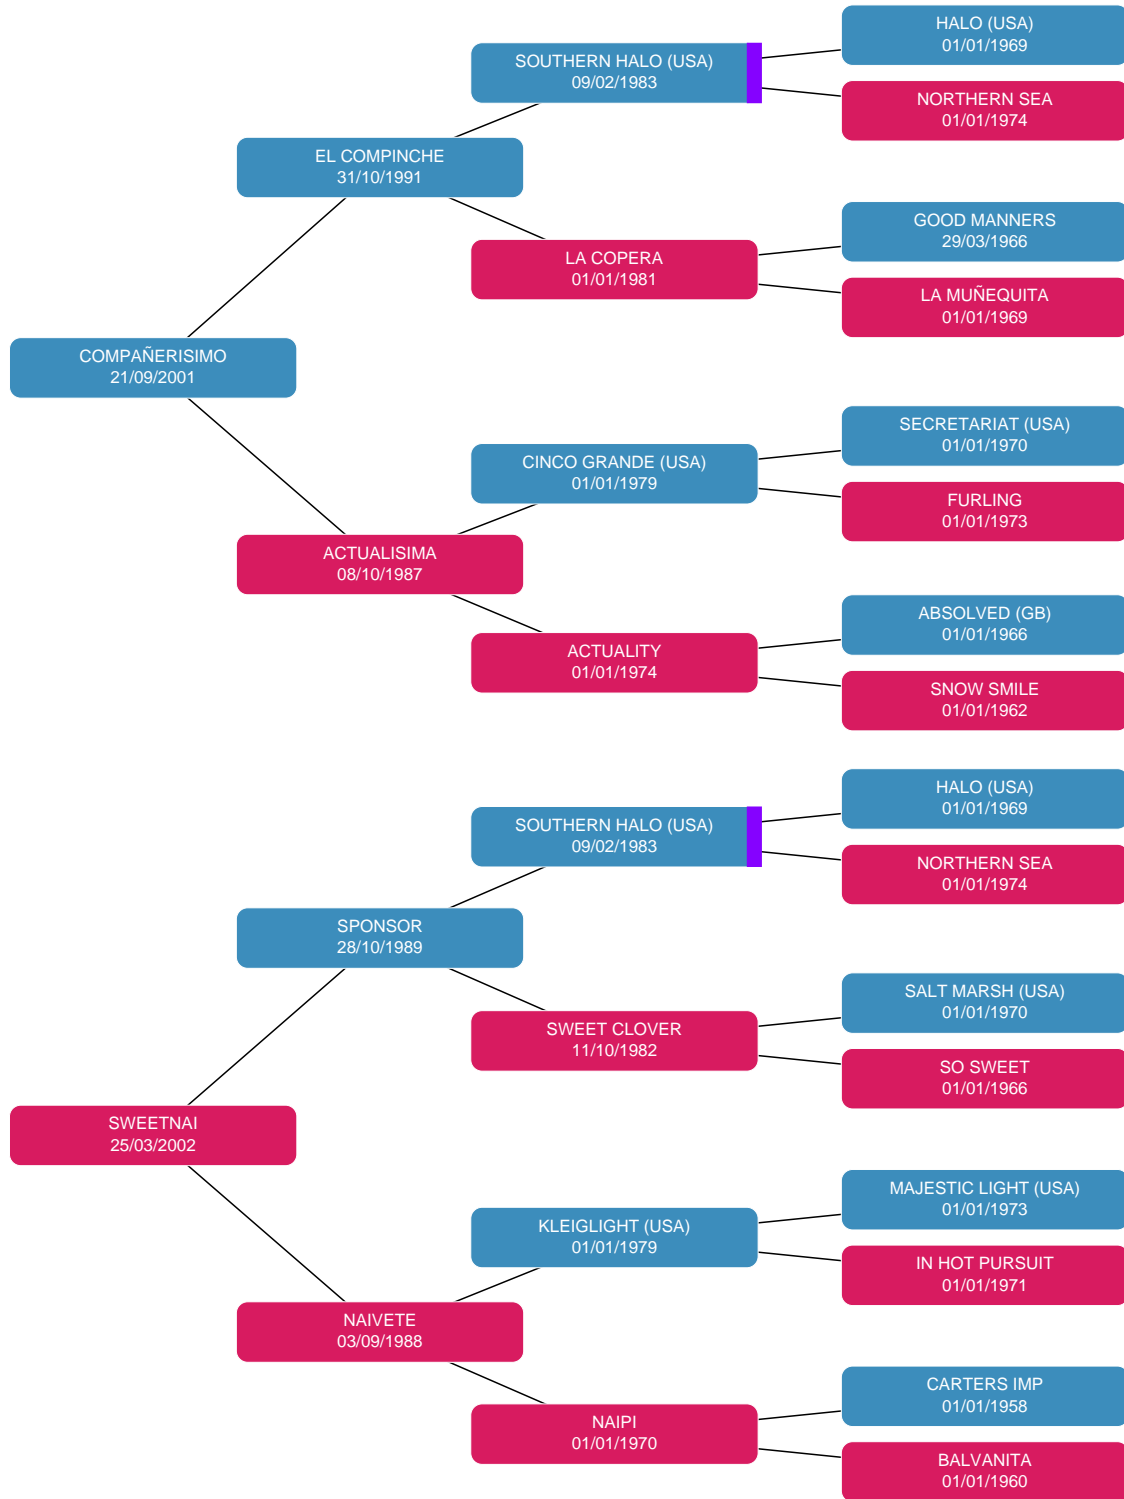 HALO (USA)
01/01/1969
SOUTHERN HALO (USA)
09/02/1983
NORTHERN SEA
01/01/1974
EL COMPINCHE
31/10/1991
GOOD MANNERS
29/03/1966
LA COPERA
01/01/1981
LA MUÑEQUITA
01/01/1969
COMPAÑERISIMO
21/09/2001
SECRETARIAT (USA)
01/01/1970
CINCO GRANDE (USA)
01/01/1979
FURLING
01/01/1973
ACTUALISIMA
08/10/1987
ABSOLVED (GB)
01/01/1966
ACTUALITY
01/01/1974
SNOW SMILE
01/01/1962
HALO (USA)
01/01/1969
SOUTHERN HALO (USA)
09/02/1983
NORTHERN SEA
01/01/1974
SPONSOR
28/10/1989
SALT MARSH (USA)
01/01/1970
SWEET CLOVER
11/10/1982
SO SWEET
01/01/1966
SWEETNAI
25/03/2002
MAJESTIC LIGHT (USA)
01/01/1973
KLEIGLIGHT (USA)
01/01/1979
IN HOT PURSUIT
01/01/1971
NAIVETE
03/09/1988
CARTERS IMP
01/01/1958
NAIPI
01/01/1970
BALVANITA
01/01/1960